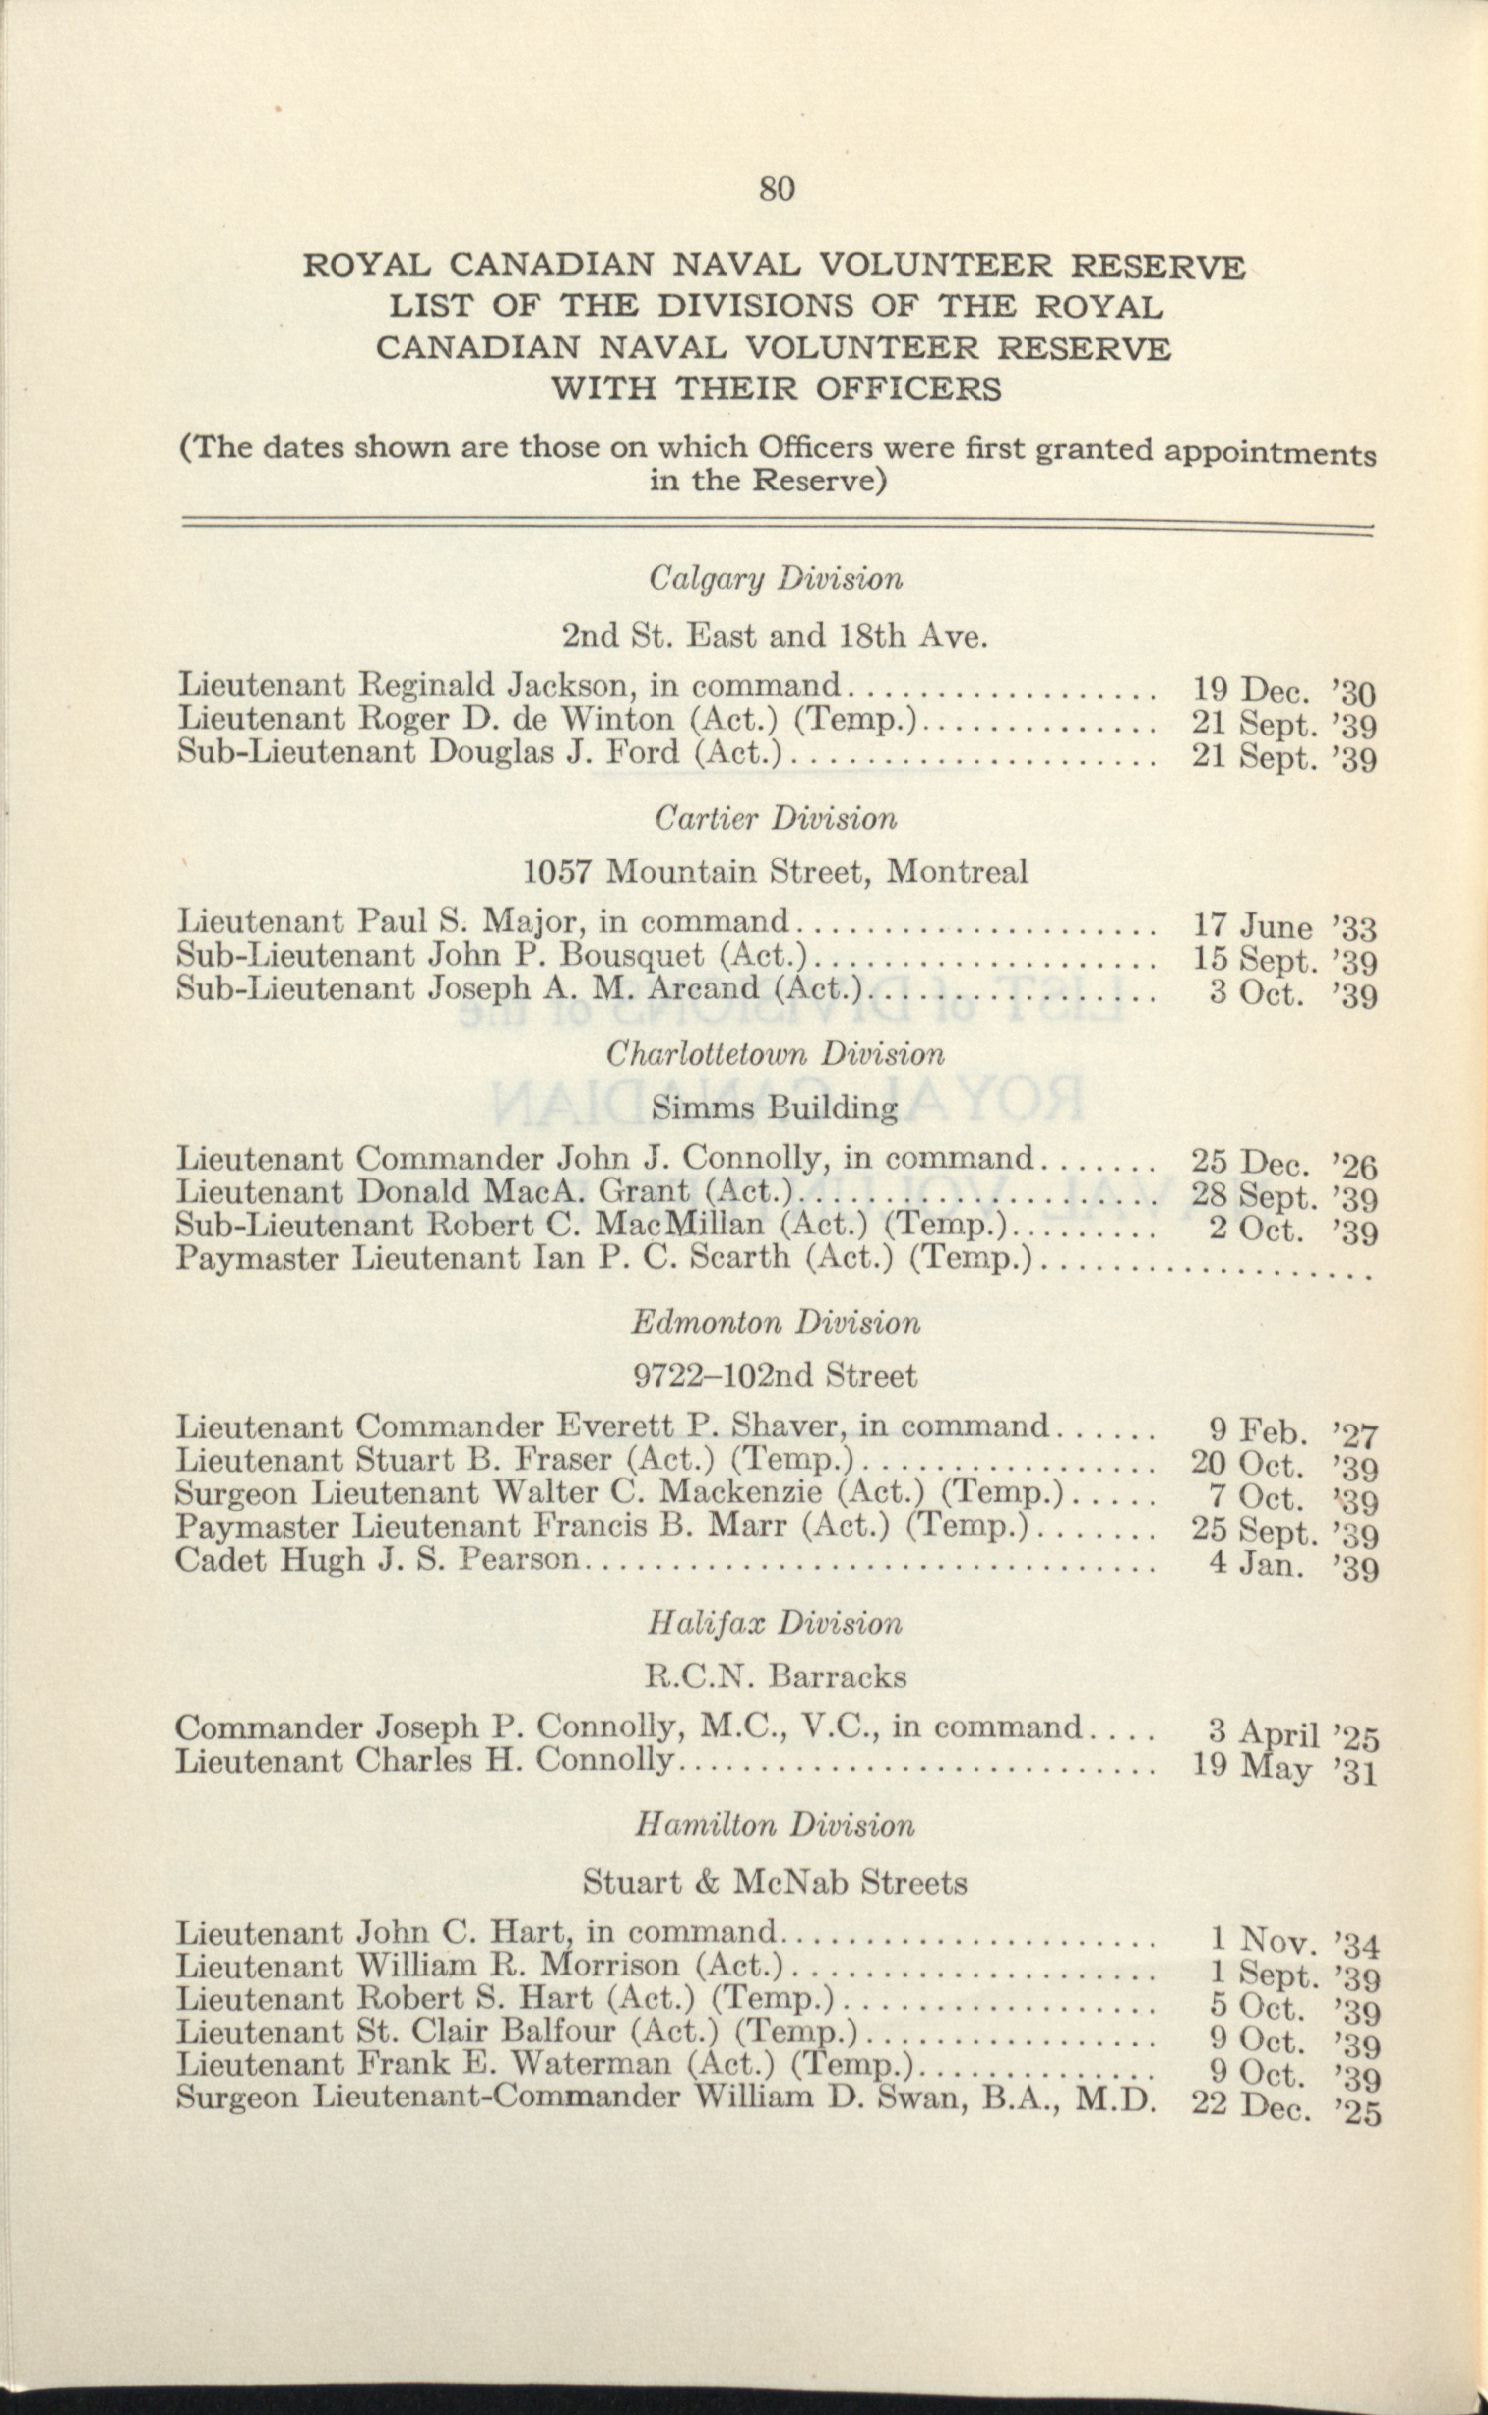 80
ROYAL CANADIAN NAVAL VOLUNTEER RESERVE
LIST OF THE DIVISIONS OF THE ROYAL
CANADIAN NAVAL VOLUNTEER RESERVE
WITH THEIR OFFICERS
(The dates shown are those on which Officers were first granted appointments
in the Reserve)
Calgary Division
2nd St. East and 18th Ave.
Lieutenant Reginald Jackson, in command.................. 19 Dec. '30
Lieutenant Roger D. de Winton (Act.) (Temp.).............. 21 Sept. '39
Sub-Lieutenant Douglas J. Ford (Act.)..................... 21 Sept. '39
Cartier Division
1057 Mountain Street, Montreal
Lieutenant Paul S. Major, in command..................... 17 June '33
Sub-Lieutenant John P. Bousquet (Act.).................... 15 Sept. '39
Sub-Lieutenant Joseph A. M. Arcand (Act.)................. 3 Oct. '39
Charlottetown Division
Simms Building
Lieutenant Commander John J. Connolly, in command....... 25 Dec. '26
Lieutenant Donald MacA. Grant (Act.)..................... 28 Sept. '39
Sub-Lieutenant Robert C. MacMillan (Act.) (Temp.)......... 2 Oct. '39
Paymaster Lieutenant Ian P. C. Scarth (Act.) (Temp.)...................
Edmonton Division
9722–102nd Street
Lieutenant Commander Everett P. Shaver, in command...... 9 Feb. '27
Lieutenant Stuart B. Fraser (Act.) (Temp.)................. 20 Oct. '39
Surgeon Lieutenant Walter C. Mackenzie (Act.) (Temp.)..... 7 Oct. '39
Paymaster Lieutenant Francis B. Marr (Act.) (Temp.)....... 25 Sept. '39
Cadet Hugh J. S. Pearson................................. 4 Jan. '39
Halifax Division
R.C.N. Barracks
Commander Joseph P. Connolly, M.C., V.C., in command.... 3 April '25
Lieutenant Charles H. Connolly............................ 19 May '31
Hamilton Division
Stuart & McNab Streets
Lieutenant John C. Hart, in command...................... 1 Nov. '34
Lieutenant William R. Morrison (Act.)..................... 1 Sept. '39
Lieutenant Robert S. Hart (Act.) (Temp.).................. 5 Oct. '39
Lieutenant St. Clair Balfour (Act.) (Temp.)................. 9 Oct. '39
Lieutenant Frank E. Waterman (Act.) (Temp.).............. 9 Oct. '39
Surgeon Lieutenant-Commander William D. Swan, B.A., M.D. 22 Dec. '25